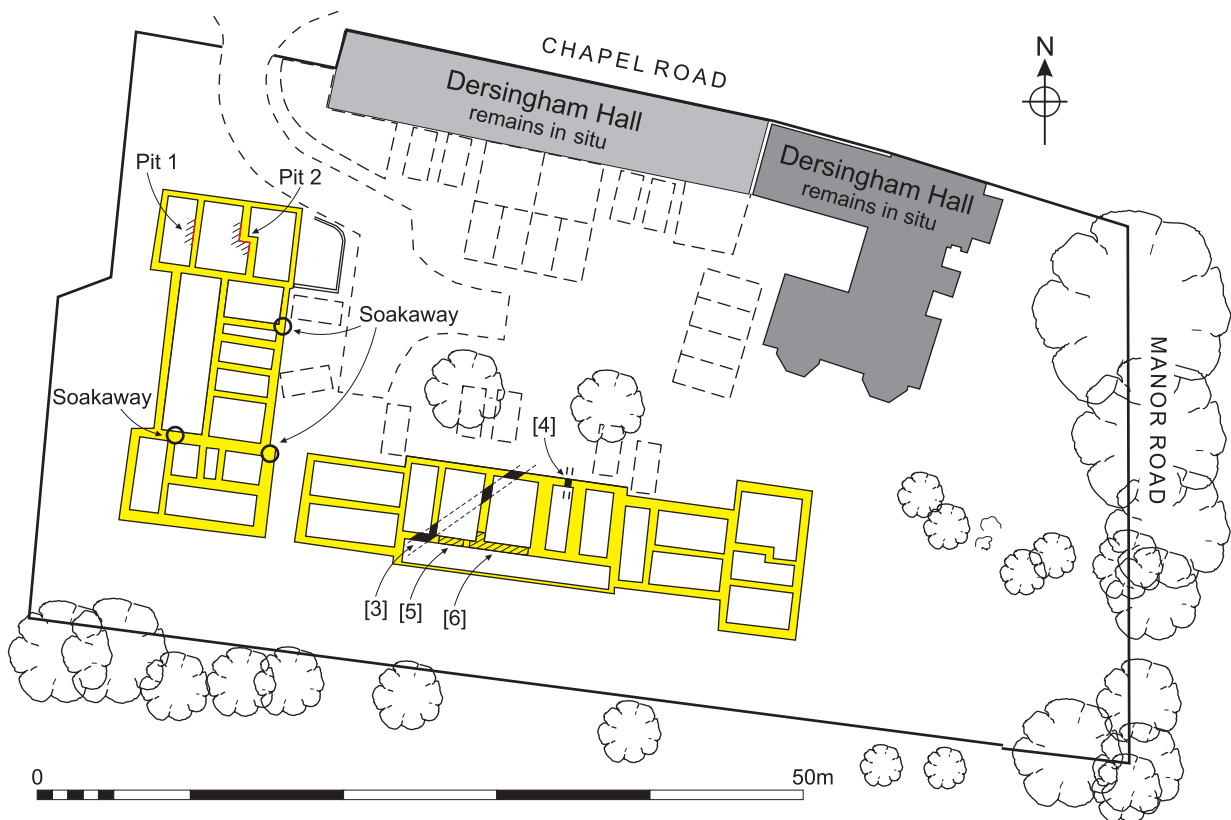 CHAPEL ROAD
N
Dersingham Hall
remains in situ
Dersingham Hall
remains in situ
Pit 1
Pit 2
Soakaway
Soakaway
MANOR ROAD
[4]
[3]
[5]
[6]
0
50m